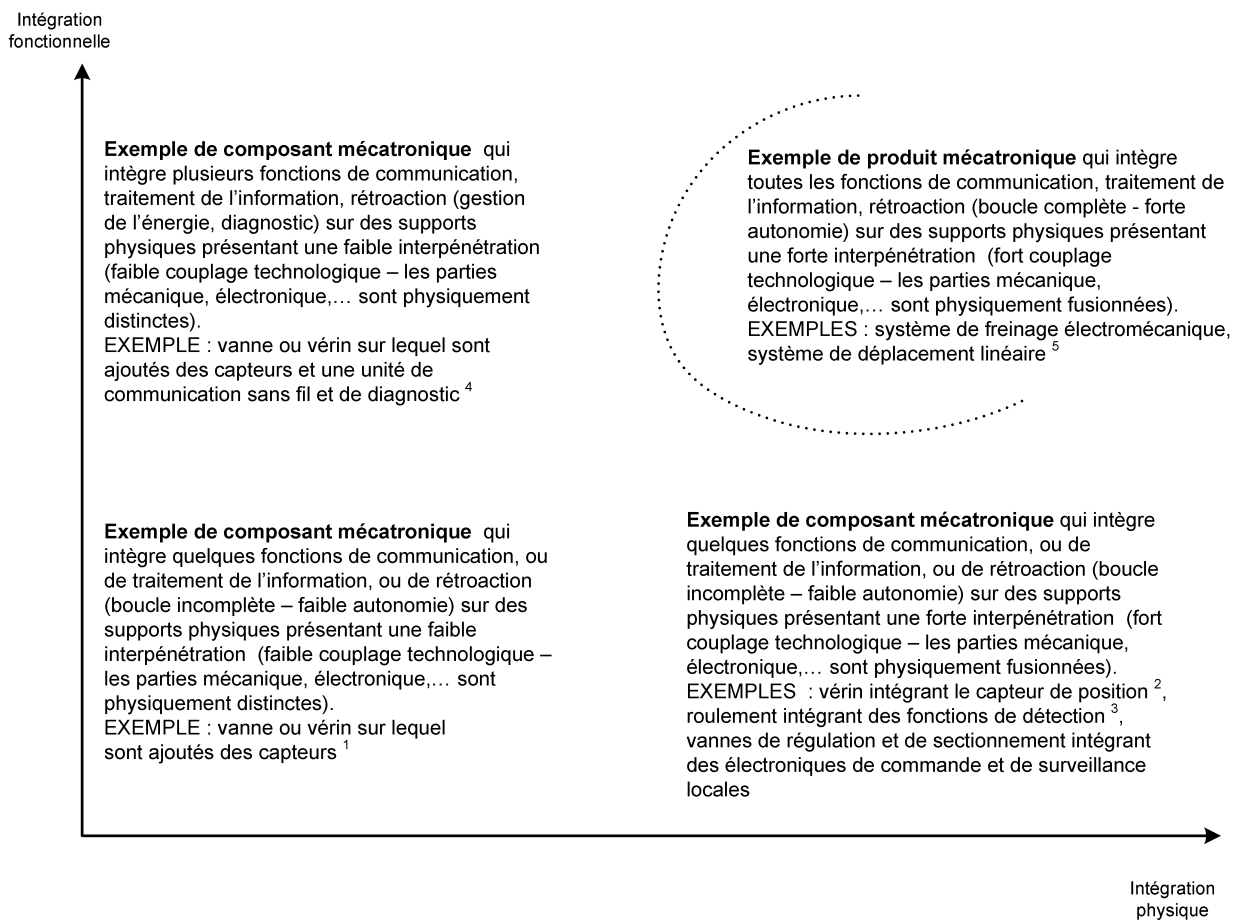 Intégration
fonctionnelle
Exemple de composant mécatronique qui
intègre plusieurs fonctions de communication,
traitement de l’information, rétroaction (gestion
de l’énergie, diagnostic) sur des supports
physiques présentant une faible interpénétration
(faible couplage technologique – les parties
mécanique, électronique,… sont physiquement
distinctes).
EXEMPLE : vanne ou vérin sur lequel sont
ajoutés des capteurs et une unité de
communication sans fil et de diagnostic 4
Exemple de produit mécatronique qui intègre
toutes les fonctions de communication, traitement de
l’information, rétroaction (boucle complète - forte
autonomie) sur des supports physiques présentant
une forte interpénétration (fort couplage
technologique – les parties mécanique,
électronique,… sont physiquement fusionnées).
EXEMPLES : système de freinage électromécanique,
système de déplacement linéaire 5
Exemple de composant mécatronique qui
intègre quelques fonctions de communication, ou
de traitement de l’information, ou de rétroaction
(boucle incomplète – faible autonomie) sur des
supports physiques présentant une faible
interpénétration (faible couplage technologique –
les parties mécanique, électronique,… sont
physiquement distinctes).
EXEMPLE : vanne ou vérin sur lequel
sont ajoutés des capteurs 1
Exemple de composant mécatronique qui intègre
quelques fonctions de communication, ou de
traitement de l’information, ou de rétroaction (boucle
incomplète – faible autonomie) sur des supports
physiques présentant une forte interpénétration (fort
couplage technologique – les parties mécanique,
électronique,… sont physiquement fusionnées).
EXEMPLES : vérin intégrant le capteur de position 2,
roulement intégrant des fonctions de détection 3,
vannes de régulation et de sectionnement intégrant
des électroniques de commande et de surveillance
locales
Intégration
physique